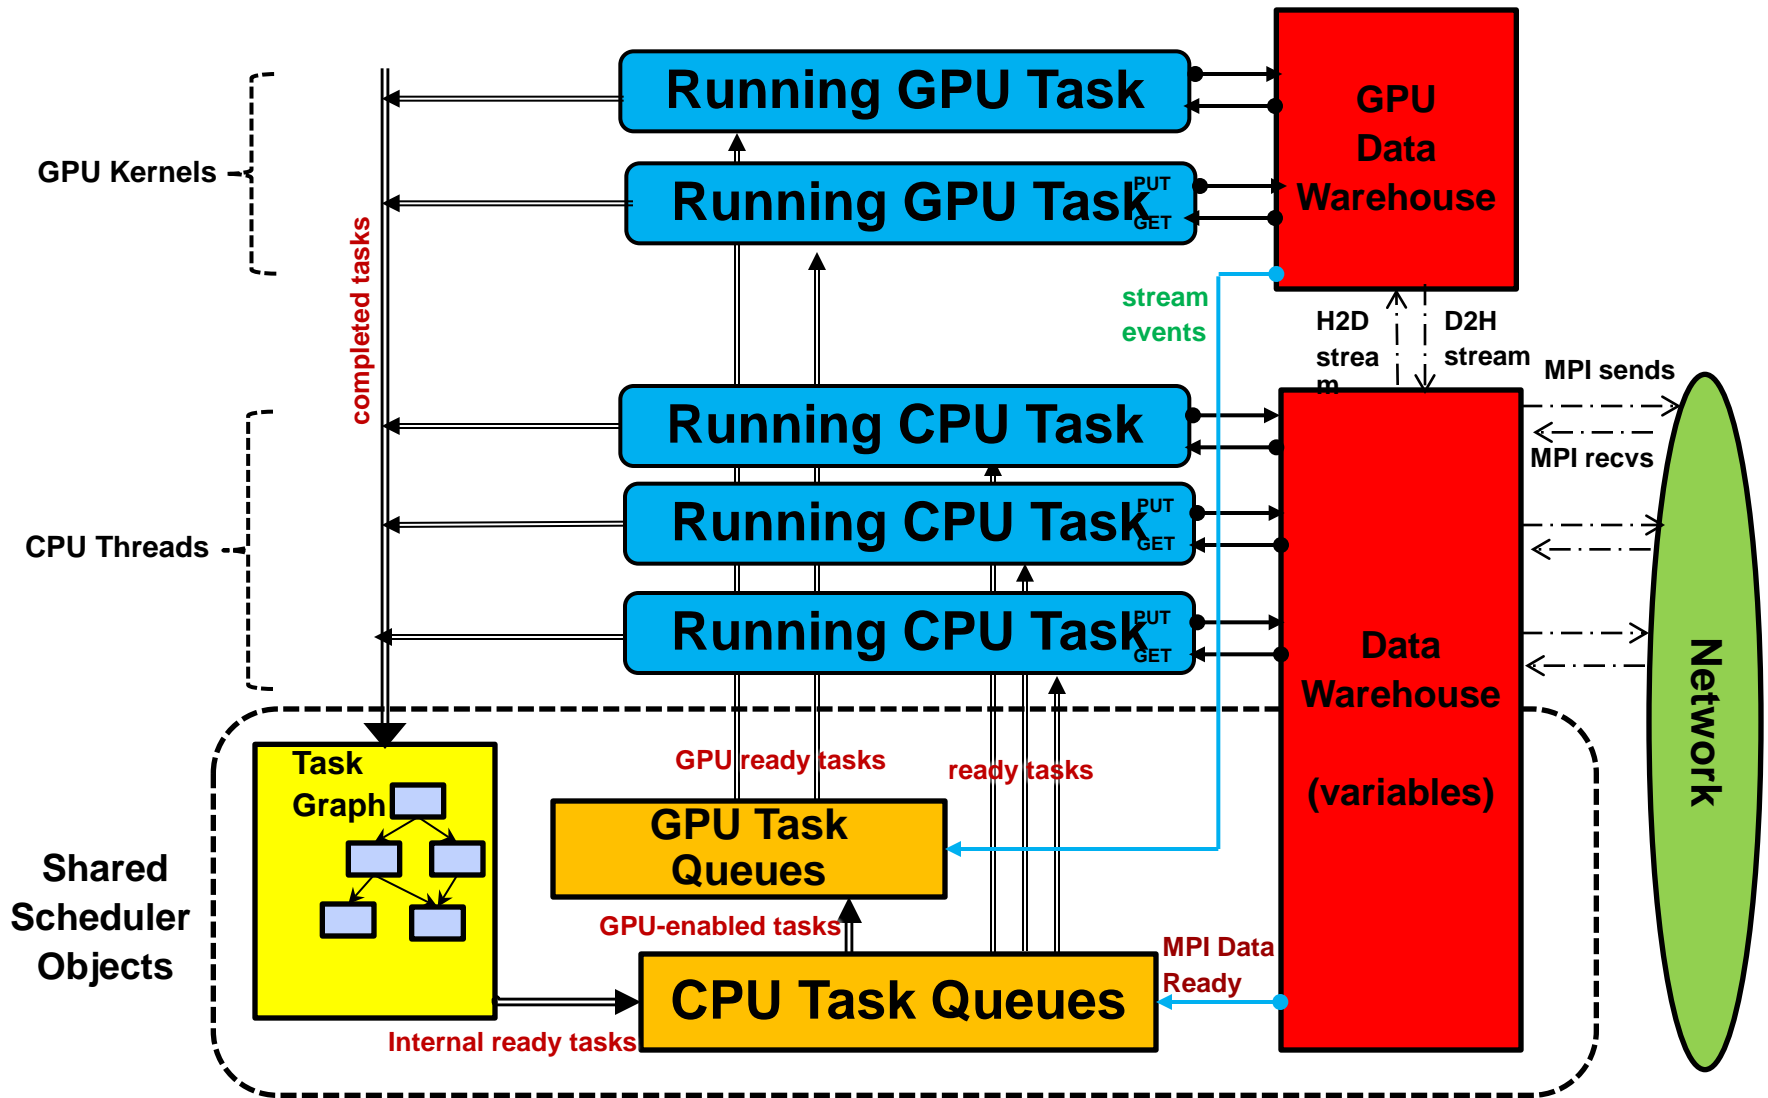 Running GPU Task
GPU
Data
Warehouse
GPU Kernels
Running GPU Task
PUT
GET
completed tasks
stream
events
H2D
strea
m
D2H
stream
MPI sends
Running CPU Task
MPI recvs
Running CPU Task
PUT
GET
CPU Threads
Running CPU Task
PUT
GET
Data
Warehouse
(variables)
Network
Task
Graph
GPU ready tasks
ready tasks
GPU Task
Queues
Shared
Scheduler
Objects
GPU-enabled tasks
MPI Data
Ready
CPU Task Queues
Internal ready tasks